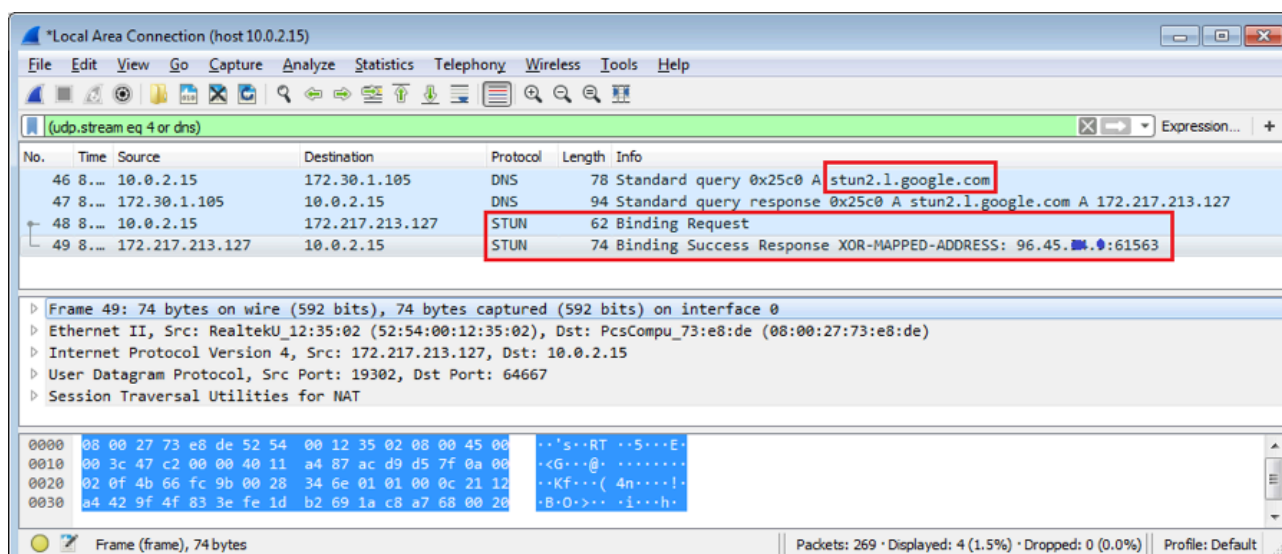 *Local Area Connection (host 10.0.2.15)
File Edit View Go Capture Analyze Statistics Telephony Wireless Tools Help
(udp.stream eq 4 or dns) Expression... +
No. Time Source Destination Protocol Length Info
46 8.... 10.0.2.15 172.30.1.105 DNS 78 Standard query 0x25c0 A stun2.l.google.com
47 8.... 172.30.1.105 10.0.2.15 DNS 94 Standard query response 0x25c0 A stun2.l.google.com A 172.217.213.127
48 8.... 10.0.2.15 172.217.213.127 STUN 62 Binding Request
49 8.... 172.217.213.127 10.0.2.15 STUN 74 Binding Success Response XOR-MAPPED-ADDRESS: 96.45. . :61563
Frame 49: 74 bytes on wire (592 bits), 74 bytes captured (592 bits) on interface 0
Ethernet II, Src: RealtekU_12:35:02 (52:54:00:12:35:02), Dst: PcsCompu_73:e8:de (08:00:27:73:e8:de)
Internet Protocol Version 4, Src: 172.217.213.127, Dst: 10.0.2.15
User Datagram Protocol, Src Port: 19302, Dst Port: 64667
Session Traversal Utilities for NAT
0000 08 00 27 73 e8 de 52 54 00 12 35 02 08 00 45 00 ··'s··RT ··5···E·
0010 00 3c 47 c2 00 00 40 11 a4 87 ac d9 d5 7f 0a 00 ·<G···@· ········
0020 02 0f 4b 66 fc 9b 00 28 34 6e 01 01 00 0c 21 12 ··Kf···( 4n····!·
0030 a4 42 9f 4f 83 3e fe 1d b2 69 1a c8 a7 68 00 20 ·B·O·>·· ·i···h· 
Frame (frame), 74 bytes Packets: 269 · Displayed: 4 (1.5%) · Dropped: 0 (0.0%) Profile: Default